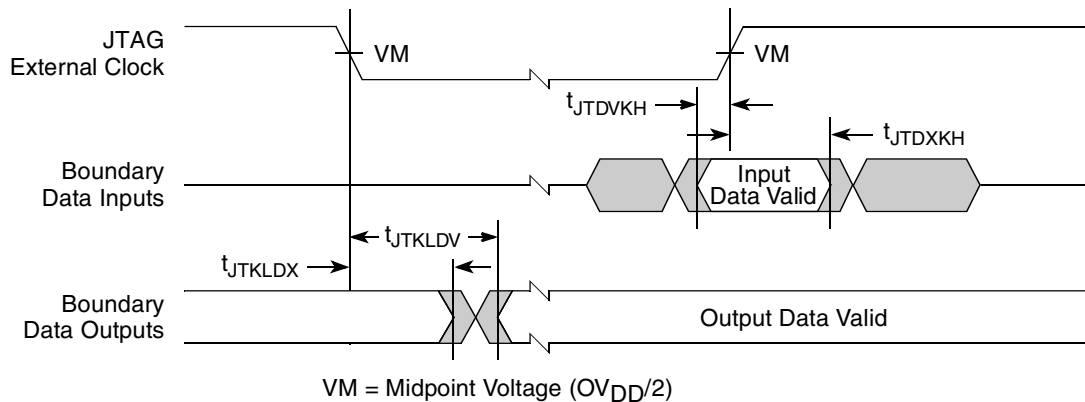 JTAG
External Clock
VM
VM
tJTDVKH
tJTDXKH
Boundary
Data Inputs
Input
Data Valid
tJTKLDV
tJTKLDX
Boundary
Data Outputs
Output Data Valid
VM = Midpoint Voltage (OVDD/2)